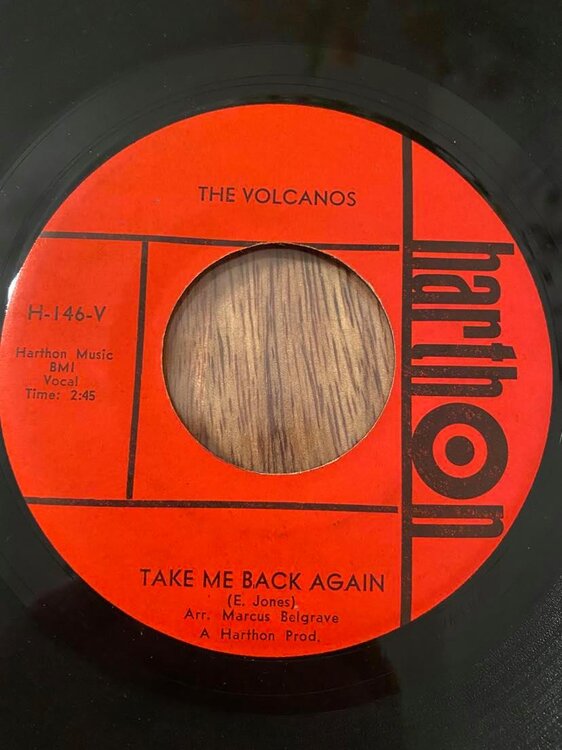 THE VOLCANOS
harthon
H-146-V
Harthon Music
BMI
Vocal
Time: 2:45
TAKE ME BACK AGAIN
(E. Jones)
Arr. Marcus Belgrave
A Harthon Prod.